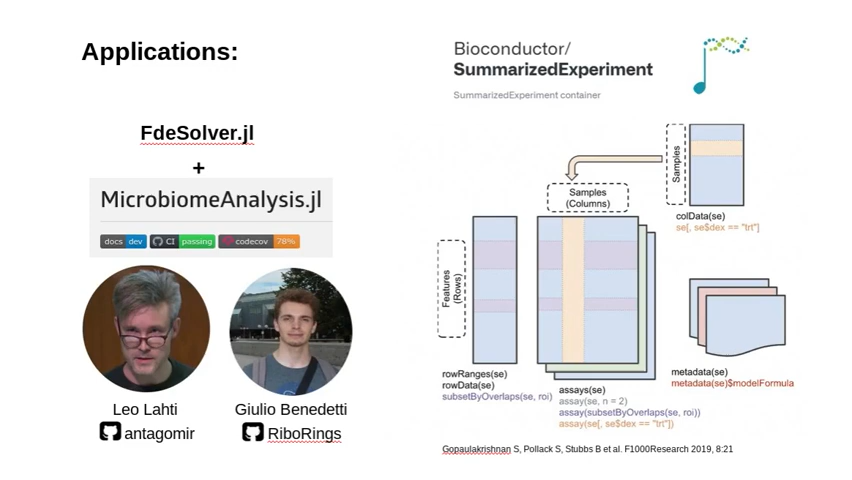 Applications:
FdeSolver.jl
+
MicrobiomeAnalysis.jl
docs dev CI passing codecov 78%
Leo Lahti
antagomir
Giulio Benedetti
RiboRings
Bioconductor/
SummarizedExperiment
SummarizedExperiment container
Samples
Samples
(Columns)
colData(se)
se[, se$dex == "trt"]
Features
(Rows)
rowRanges(se)
rowData(se)
subsetByOverlaps(se, roi)
assays(se)
assay(se, n = 2)
assay(subsetByOverlaps(se, roi))
assay(se[, se$dex == "trt"])
metadata(se)
metadata(se)$modelFormula
Gopaulakrishnan S, Pollack S, Stubbs B et al. F1000Research 2019, 8:21